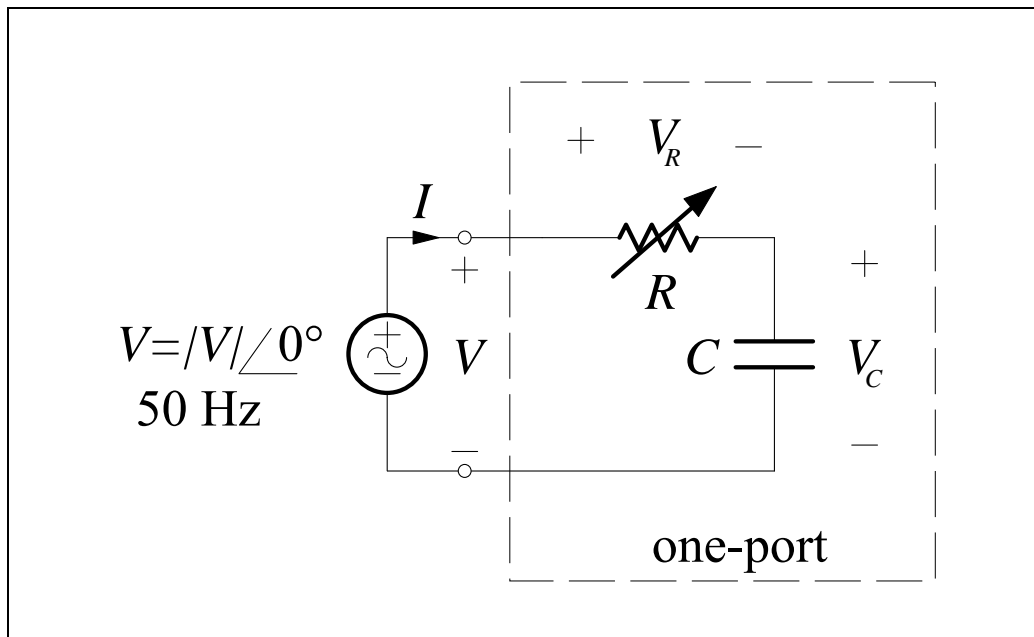 + V_R −
I
+
R
+
V=|V|∠0°
50 Hz
+
−
V
C
V_C
−
−
one-port